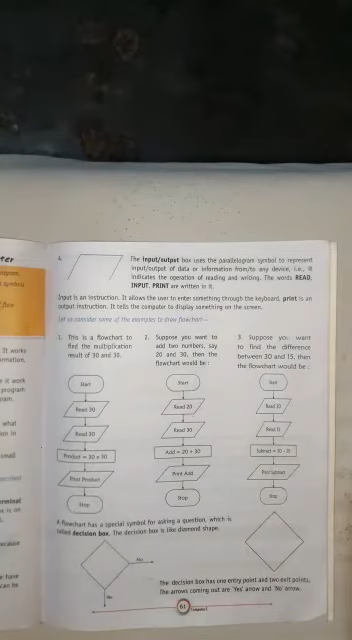 4.
The Input/output box uses the parallelogram symbol to represent
input/output of data or information from/to any device, i.e., it
indicates the operation of reading and writing. The words READ,
INPUT, PRINT are written in it.
Input is an instruction. It allows the user to enter something through the keyboard, print is an
output instruction. It tells the computer to display something on the screen.
Let us consider some of the examples to draw flowchart—
1. This is a flowchart to
find the multiplication
result of 30 and 30.
Start
Read 30
Read 30
Product = 30 × 30
Print Product
Stop
2. Suppose you want to
add two numbers, say
20 and 30, then the
flowchart would be :
Start
Read 20
Read 30
Add = 20 + 30
Print Add
Stop
3. Suppose you want
to find the difference
between 30 and 15, then
the flowchart would be :
Start
Read 30
Read 15
Subtract = 30 - 15
Print Subtract
Stop
A flowchart has a special symbol for asking a question, which is
called decision box. The decision box is like diamond shape.
No
Yes
The decision box has one entry point and two exit points.
The arrows coming out are 'Yes' arrow and 'No' arrow.
61